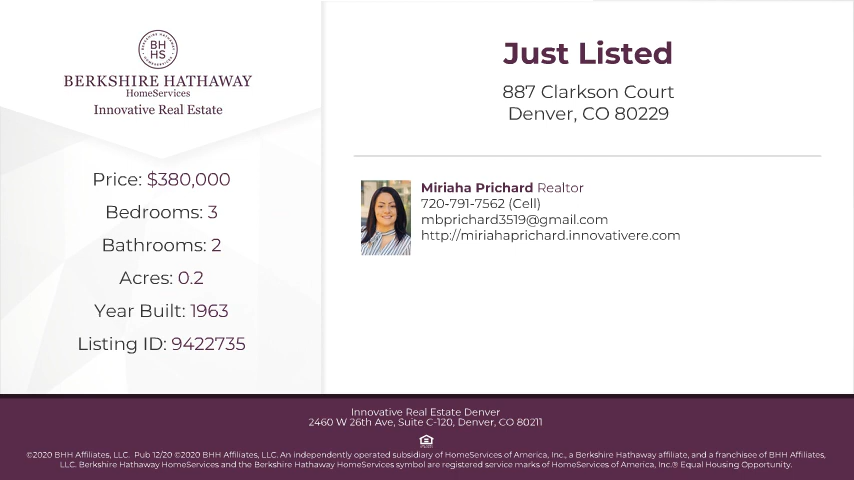 BH
HS
BERKSHIRE HATHAWAY
HomeServices
Innovative Real Estate
Price: $380,000
Bedrooms: 3
Bathrooms: 2
Acres: 0.2
Year Built: 1963
Listing ID: 9422735
Just Listed
887 Clarkson Court
Denver, CO 80229
Miriaha Prichard Realtor
720-791-7562 (Cell)
mbprichard3519@gmail.com
http://miriahaprichard.innovativere.com
Innovative Real Estate Denver
2460 W 26th Ave, Suite C-120, Denver, CO 80211
©2020 BHH Affiliates, LLC. Pub 12/20 ©2020 BHH Affiliates, LLC. An independently operated subsidiary of HomeServices of America, Inc., a Berkshire Hathaway affiliate, and a franchisee of BHH Affiliates,
LLC. Berkshire Hathaway HomeServices and the Berkshire Hathaway HomeServices symbol are registered service marks of HomeServices of America, Inc.® Equal Housing Opportunity.